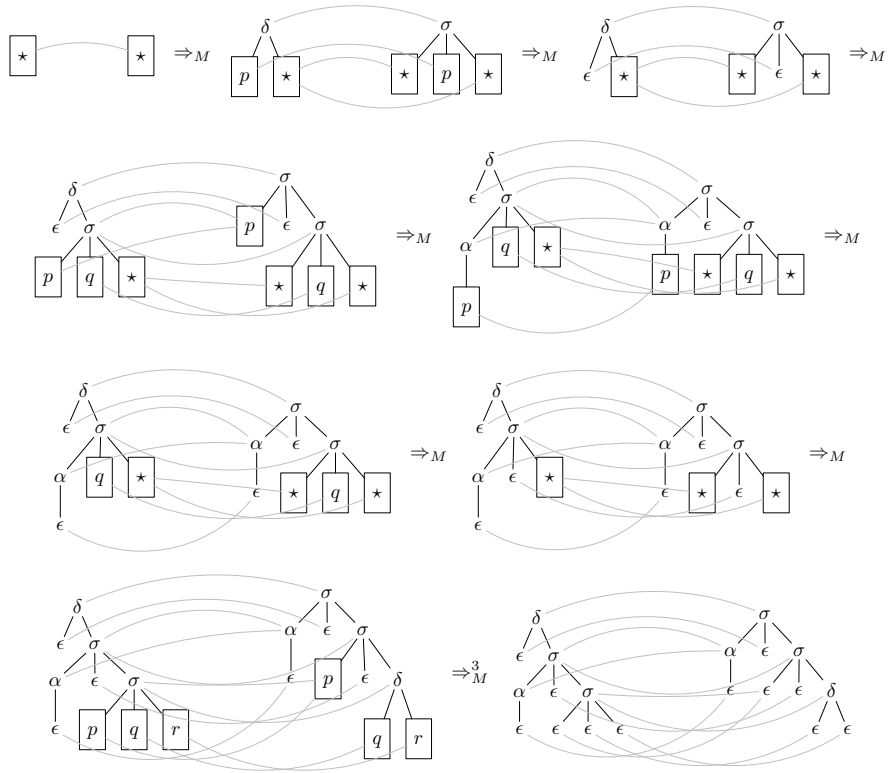 ⋆ ⋆ ⇒M δ σ ⇒M δ σ ⇒M
p ⋆ ⋆ p ⋆ ϵ ⋆ ⋆ ϵ ⋆
δ σ ⇒M δ σ ⇒M
ϵ σ p ϵ σ ϵ σ α ϵ σ
p q ⋆ ⋆ q ⋆ α q ⋆ p ⋆ q ⋆
p
δ σ ⇒M δ σ ⇒M
ϵ σ α ϵ σ ϵ σ α ϵ σ
α q ⋆ ϵ ⋆ q ⋆ α ϵ ⋆ ϵ ⋆ ϵ ⋆
ϵ ϵ
δ σ ⇒³M δ σ
ϵ σ α ϵ σ ϵ σ α ϵ σ
α ϵ σ ϵ p ϵ δ α ϵ σ ϵ ϵ ϵ δ
ϵ p q r q r ϵ ϵ ϵ ϵ ϵ ϵ